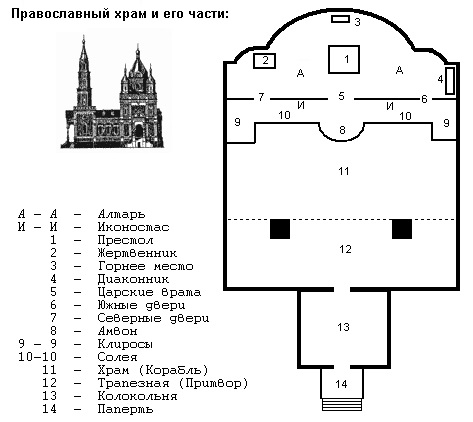 Православный храм и его части:
3
2
А
1
А
4
7
5
6
И
И
10
10
9
8
9
11
12
13
14
А – А – Алтарь
И – И – Иконостас
1 – Престол
2 – Жертвенник
3 – Горнее место
4 – Диаконник
5 – Царские врата
6 – Южные двери
7 – Северные двери
8 – Амвон
9 – 9 – Клиросы
10–10 – Солея
11 – Храм (Корабль)
12 – Трапезная (Притвор)
13 – Колокольня
14 – Паперть